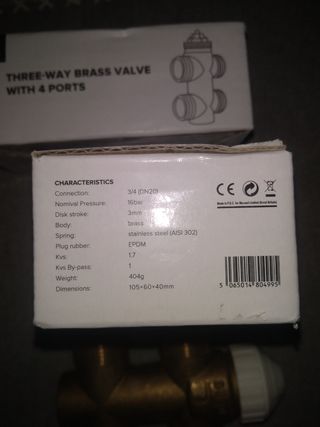 THREE-WAY BRASS VALVE
WITH 4 PORTS
CHARACTERISTICS
Connection: 3/4 (DN20)
Nomival Pressure: 16bar
Disk stroke: 3mm
Body: brass
Spring: stainless steel (AISI 302)
Plug rubber: EPDM
Kvs: 1.7
Kvs By-pass: 1
Weight: 404g
Dimensions: 105×60×40mm
CE
5 065014 804995